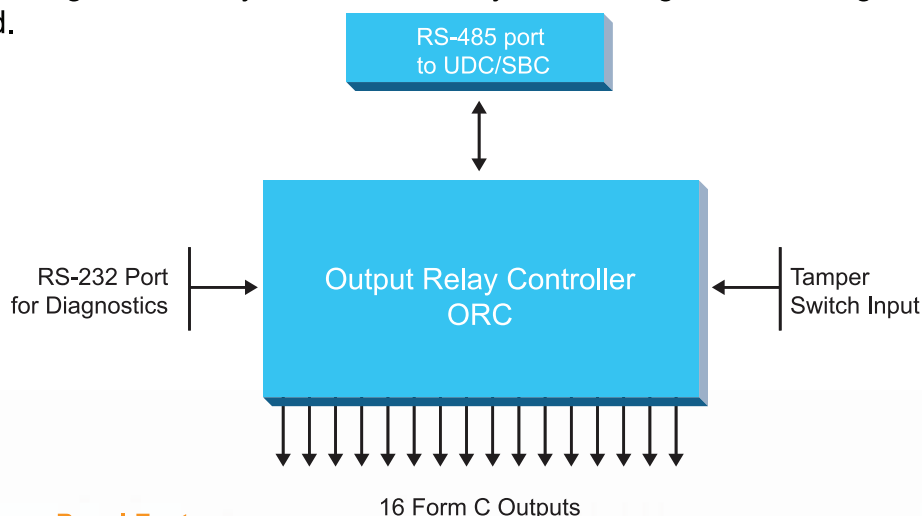 d.
RS-485 port
to UDC/SBC
RS-232 Port
for Diagnostics
Output Relay Controller
ORC
Tamper
Switch Input
16 Form C Outputs